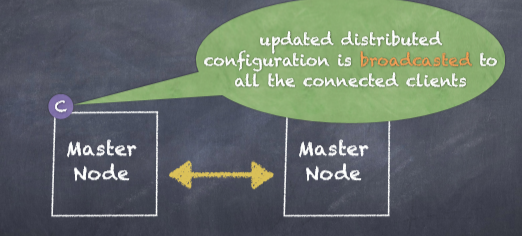 updated distributed
configuration is broadcasted to
all the connected clients
C
Master
Node
Master
Node